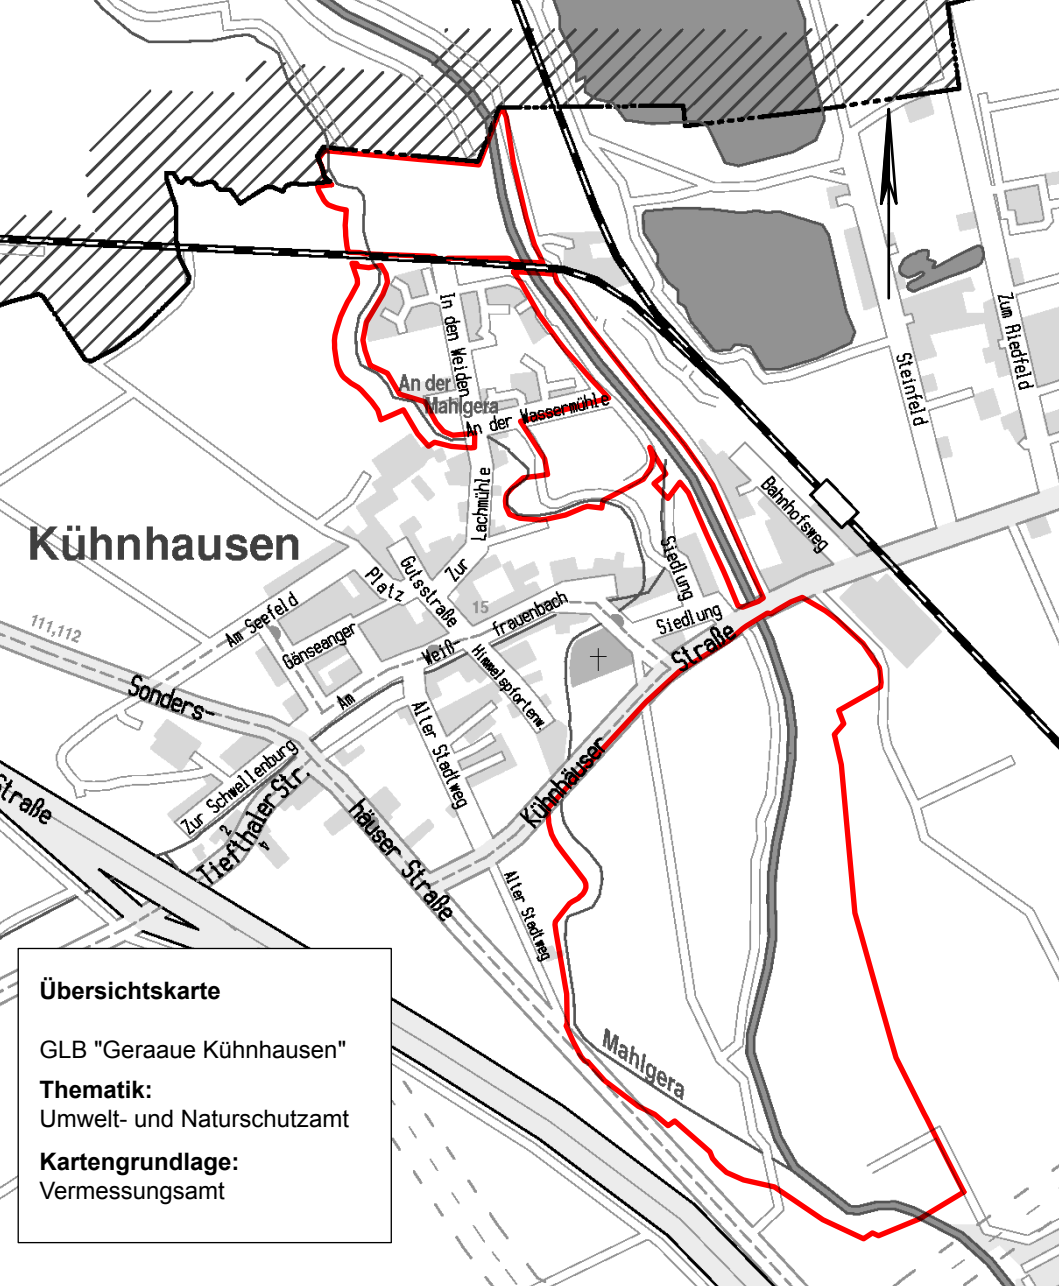 In den Weiden
An der
Mahlgera
An der Wassermühle
Zum Riedfeld
Steinfeld
Bahnhofsweg
Lachmühle
Zur
Kühnhausen
Gutsstraße
Platz
Siedlung
Siedlung
15
frauenbach
Weiß-
Am
Am Seefeld
Gänseanger
111,112
Himmelspfortenw.
Straße
Kühnhäuser
Sonders-
häuser Straße
Alter Stadtweg
Alter Stadtweg
Zur Schwellenburg
Tiefthaler Str.
2
4
Straße
Mahlgera
Übersichtskarte
GLB "Geraaue Kühnhausen"
Thematik:
Umwelt- und Naturschutzamt
Kartengrundlage:
Vermessungsamt